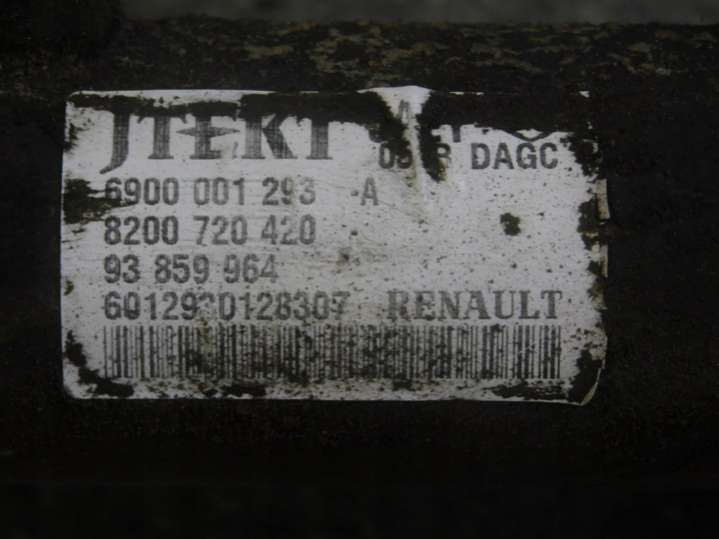 JTEKT
DAGC
6900 001 293 -A
8200 720 420
93 859 964
RENAULT